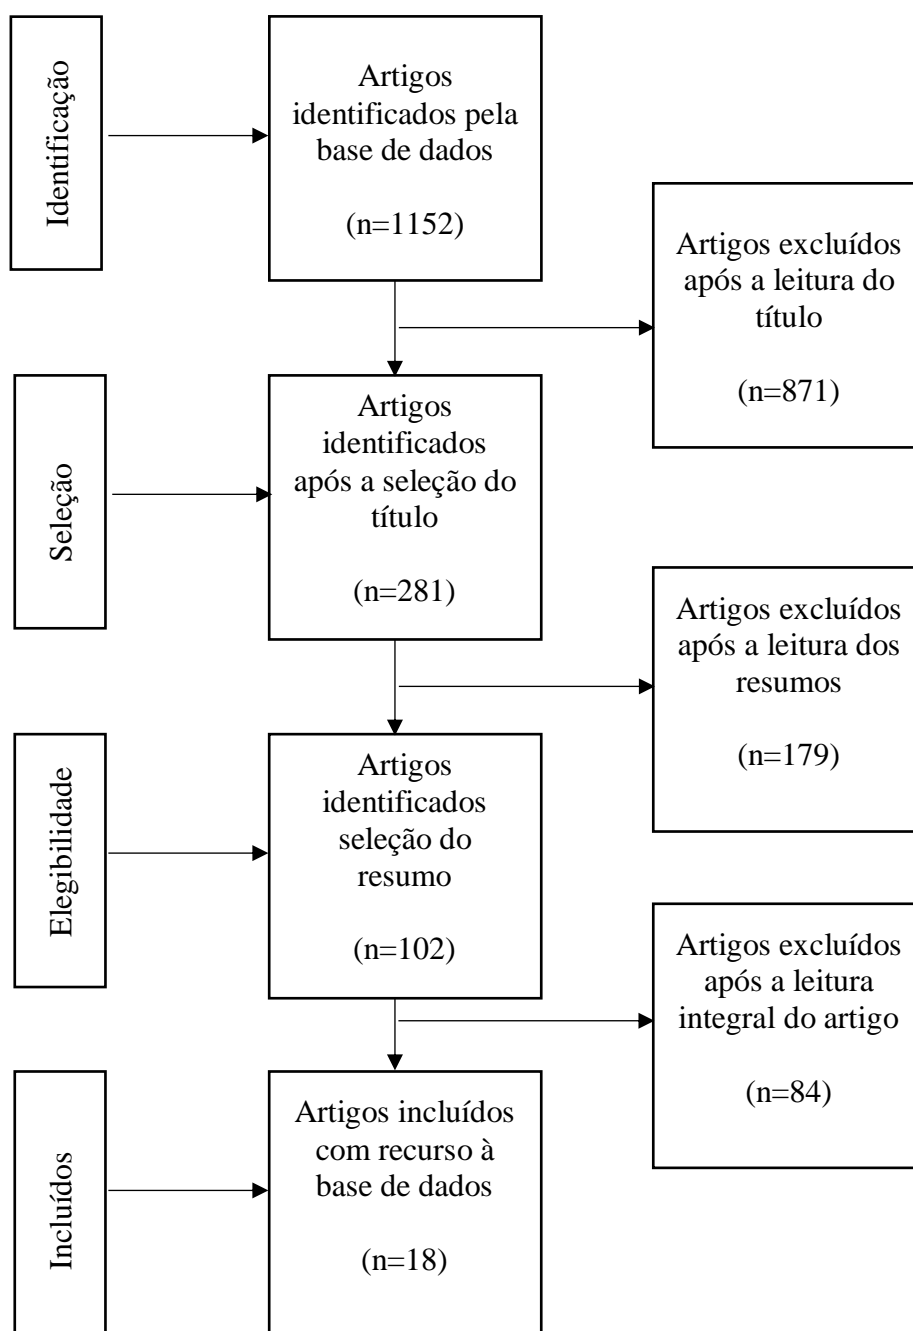 Identificação
Artigos
identificados pela
base de dados
(n=1152)
Artigos excluídos
após a leitura do
título
(n=871)
Seleção
Artigos
identificados
após a seleção do
título
(n=281)
Artigos excluídos
após a leitura dos
resumos
(n=179)
Elegibilidade
Artigos
identificados
seleção do
resumo
(n=102)
Artigos excluídos
após a leitura
integral do artigo
(n=84)
Incluídos
Artigos incluídos
com recurso à
base de dados
(n=18)